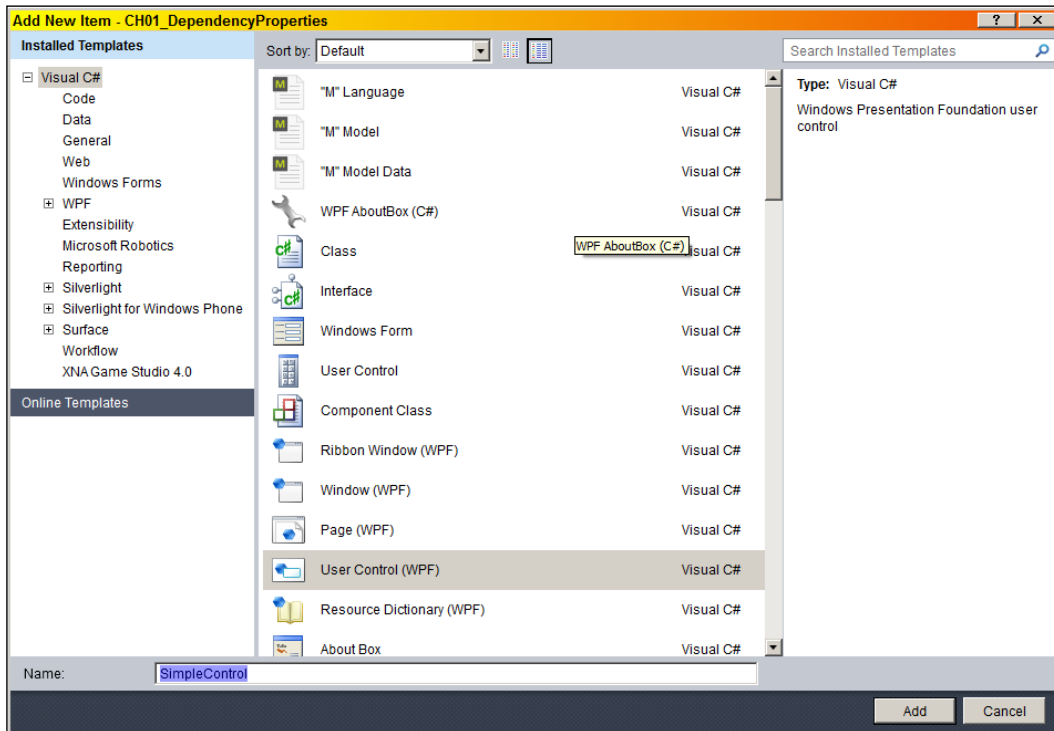 Add New Item - CH01_DependencyProperties
Installed Templates
Sort by: Default
Search Installed Templates
Visual C#
Code
Data
General
Web
Windows Forms
WPF
Extensibility
Microsoft Robotics
Reporting
Silverlight
Silverlight for Windows Phone
Surface
Workflow
XNA Game Studio 4.0
Online Templates
"M" Language Visual C#
"M" Model Visual C#
"M" Model Data Visual C#
WPF AboutBox (C#) Visual C#
WPF AboutBox (C#)
Class Visual C#
Interface Visual C#
Windows Form Visual C#
User Control Visual C#
Component Class Visual C#
Ribbon Window (WPF) Visual C#
Window (WPF) Visual C#
Page (WPF) Visual C#
User Control (WPF) Visual C#
Resource Dictionary (WPF) Visual C#
About Box Visual C#
Type: Visual C#
Windows Presentation Foundation user
control
Name: SimpleControl
Add Cancel